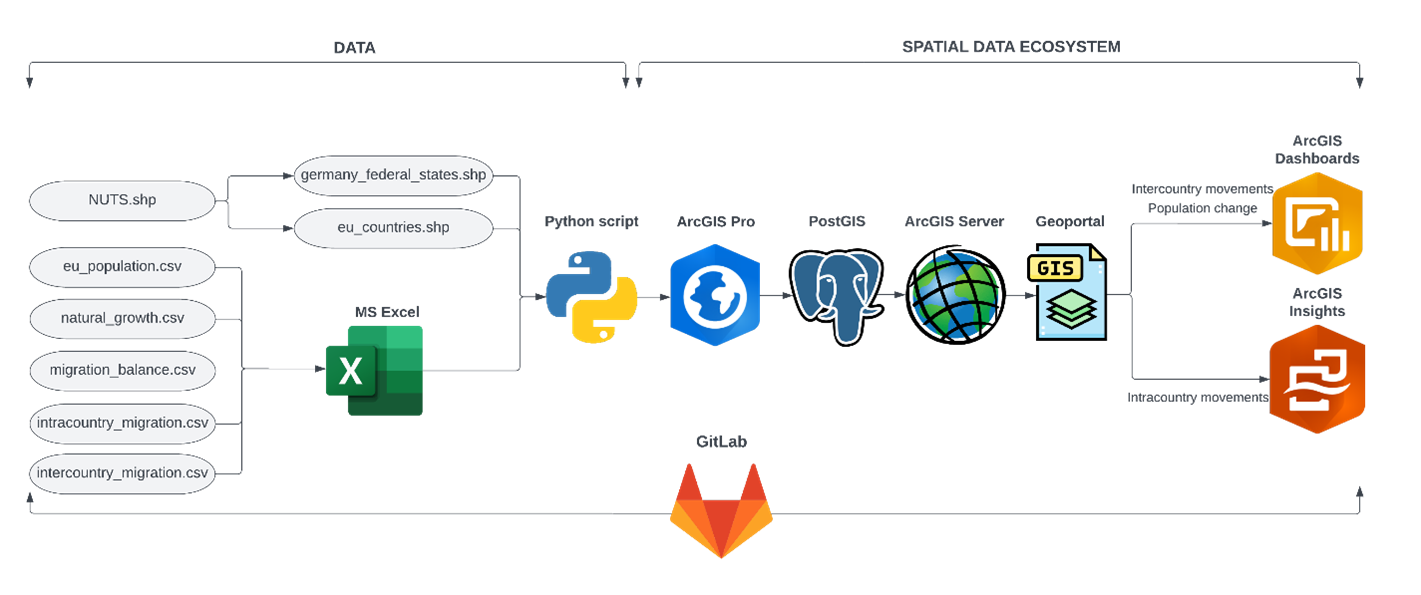 DATA
SPATIAL DATA ECOSYSTEM
NUTS.shp
germany_federal_states.shp
eu_countries.shp
eu_population.csv
natural_growth.csv
migration_balance.csv
intracountry_migration.csv
intercountry_migration.csv
MS Excel
X
Python script
ArcGIS Pro
PostGIS
ArcGIS Server
Geoportal
GIS
Intercountry movements
Population change
ArcGIS
Dashboards
Intracountry movements
ArcGIS
Insights
GitLab